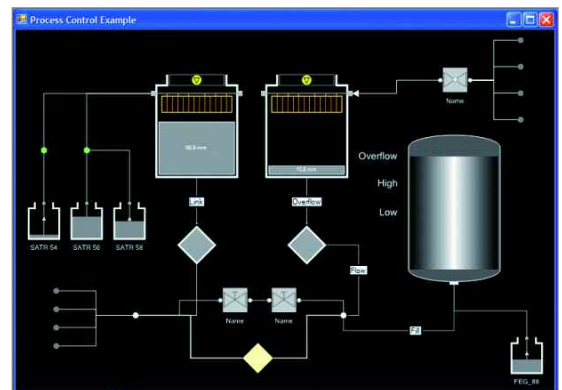 Process Control Example
Name
Overflow
High
Low
Link
Overflow
SATR 54
SATR 56
SATR 58
Flow
Name
Name
Fill
FEG_88